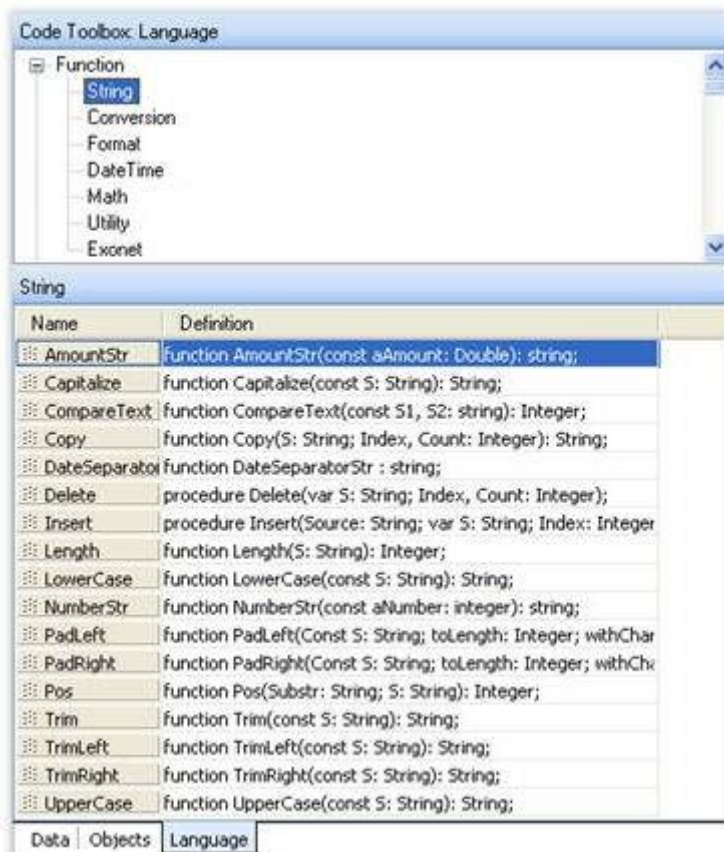 Code Toolbox: Language
Function
String
Conversion
Format
DateTime
Math
Utility
Exonet
String
Name Definition
AmountStr function AmountStr(const aAmount: Double): string;
Capitalize function Capitalize(const S: String): String;
CompareText function CompareText(const S1, S2: string): Integer;
Copy function Copy(S: String; Index, Count: Integer): String;
DateSeparator function DateSeparatorStr : string;
Delete procedure Delete(var S: String; Index, Count: Integer);
Insert procedure Insert(Source: String; var S: String; Index: Integer
Length function Length(S: String): Integer;
LowerCase function LowerCase(const S: String): String;
NumberStr function NumberStr(const aNumber: integer): string;
PadLeft function PadLeft(Const S: String; toLength: Integer; withChar
PadRight function PadRight(Const S: String; toLength: Integer; withCha
Pos function Pos(Substr: String; S: String): Integer;
Trim function Trim(const S: String): String;
TrimLeft function TrimLeft(const S: String): String;
TrimRight function TrimRight(const S: String): String;
UpperCase function UpperCase(const S: String): String;
Data Objects Language